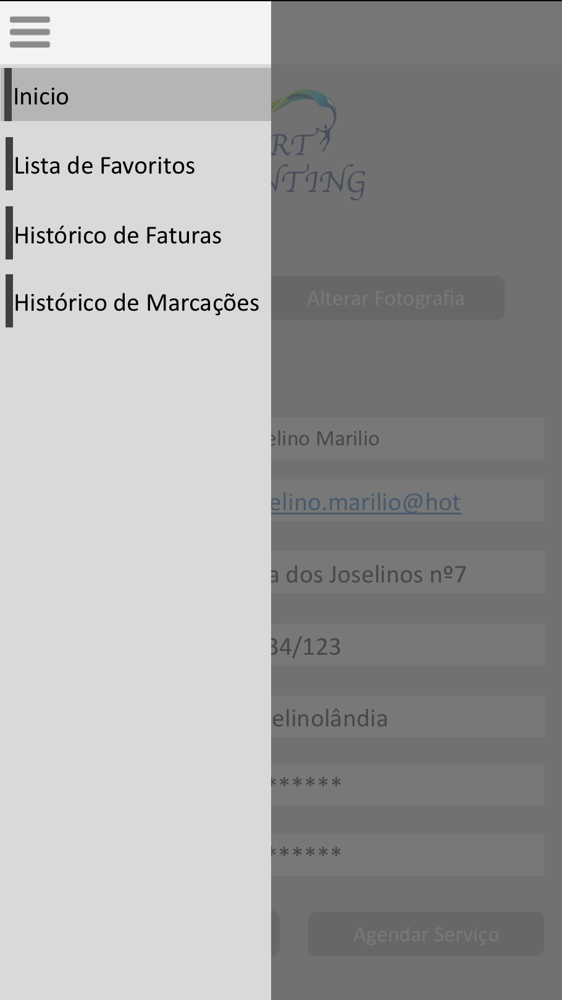 Inicio
Lista de Favoritos
Histórico de Faturas
Histórico de Marcações
RT
NTING
Alterar Fotografia
elino Marilio
elino.marilio@hot
a dos Joselinos nº7
34/123
elinolândia
******
******
Agendar Serviço